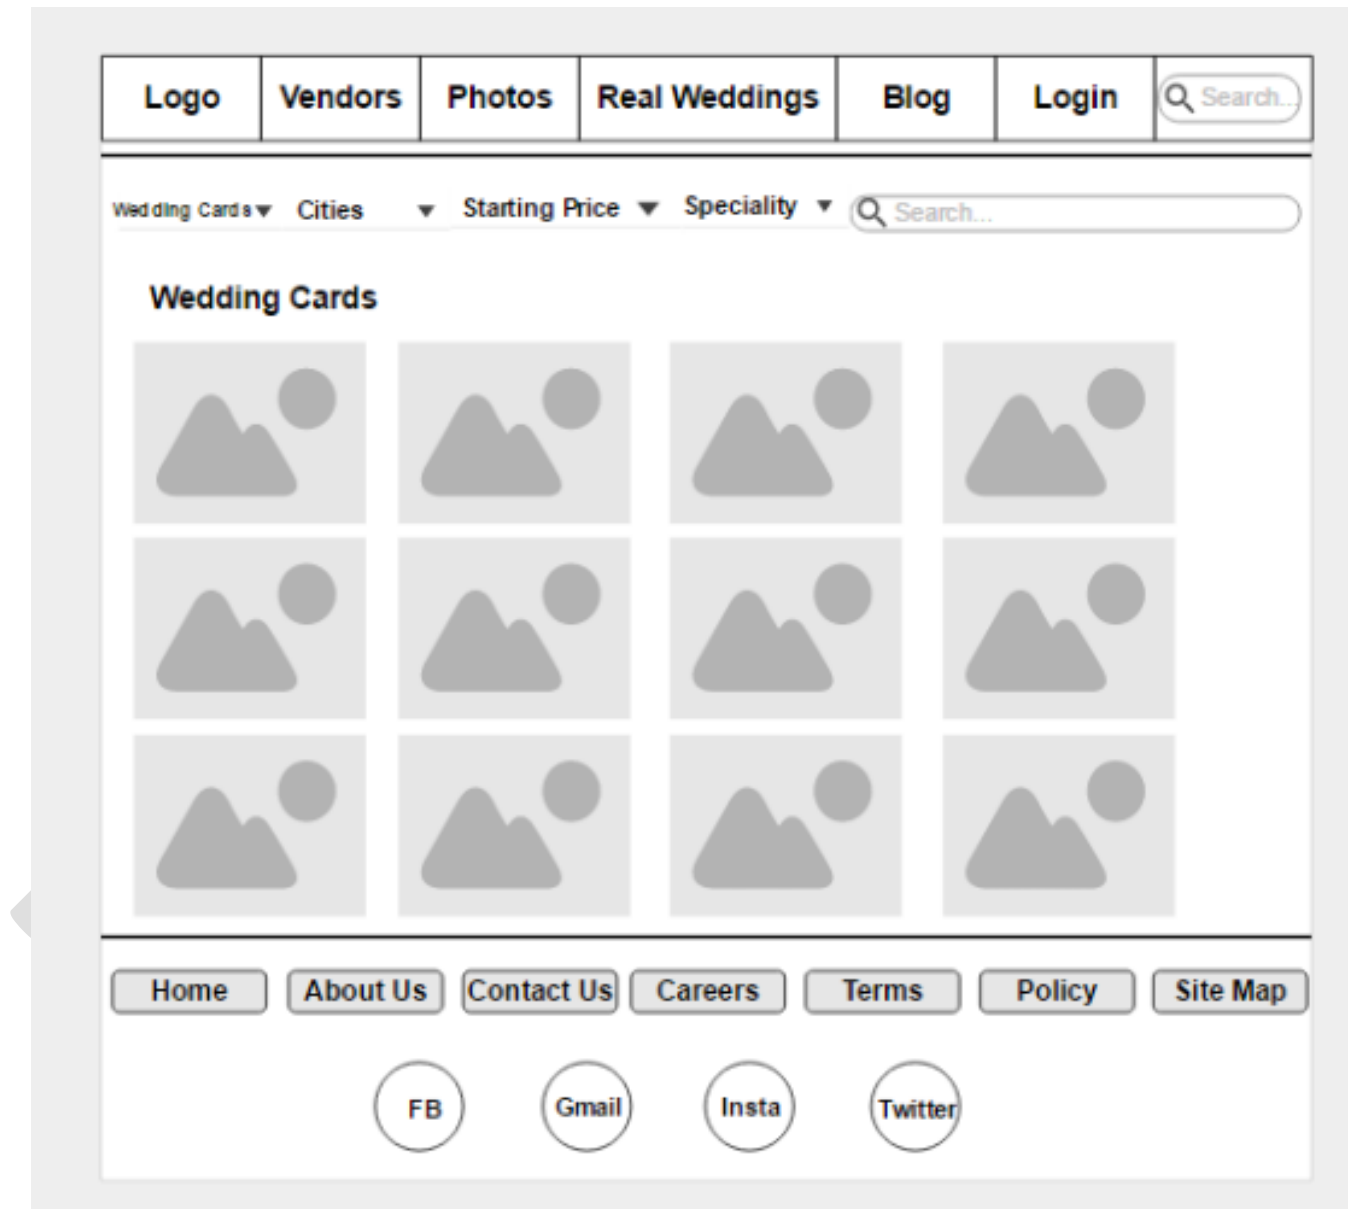 Logo Vendors Photos Real Weddings Blog Login Search...
Wedding Cards Cities Starting Price Speciality Search...
Wedding Cards
Home About Us Contact Us Careers Terms Policy Site Map
FB Gmail Insta Twitter